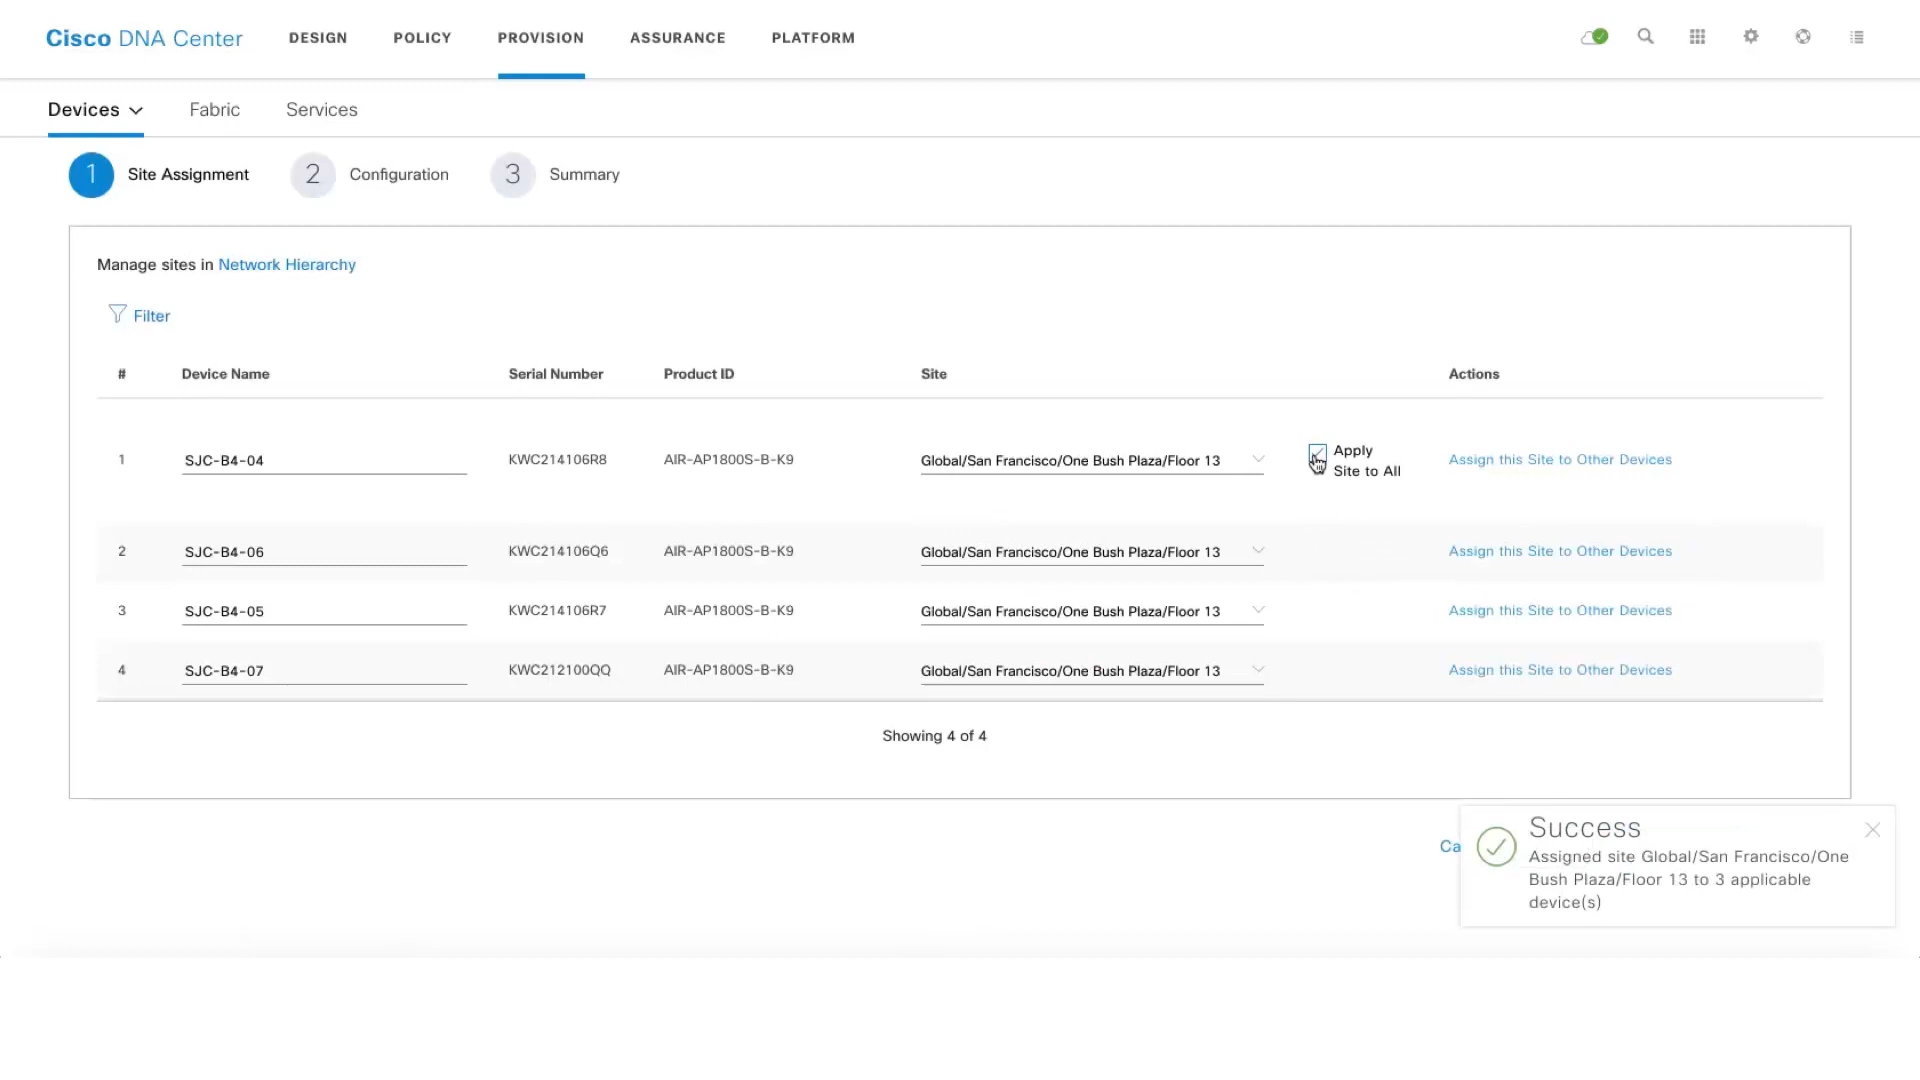 Cisco DNA Center DESIGN POLICY PROVISION ASSURANCE PLATFORM
Devices Fabric Services
1 Site Assignment 2 Configuration 3 Summary
Manage sites in Network Hierarchy
Filter
# Device Name Serial Number Product ID Site Actions
1 SJC-B4-04 KWC214106R8 AIR-AP1800S-B-K9 Global/San Francisco/One Bush Plaza/Floor 13 Apply Site to All Assign this Site to Other Devices
2 SJC-B4-06 KWC214106Q6 AIR-AP1800S-B-K9 Global/San Francisco/One Bush Plaza/Floor 13 Assign this Site to Other Devices
3 SJC-B4-05 KWC214106R7 AIR-AP1800S-B-K9 Global/San Francisco/One Bush Plaza/Floor 13 Assign this Site to Other Devices
4 SJC-B4-07 KWC212100QQ AIR-AP1800S-B-K9 Global/San Francisco/One Bush Plaza/Floor 13 Assign this Site to Other Devices
Showing 4 of 4
Ca
Success
Assigned site Global/San Francisco/One
Bush Plaza/Floor 13 to 3 applicable
device(s)